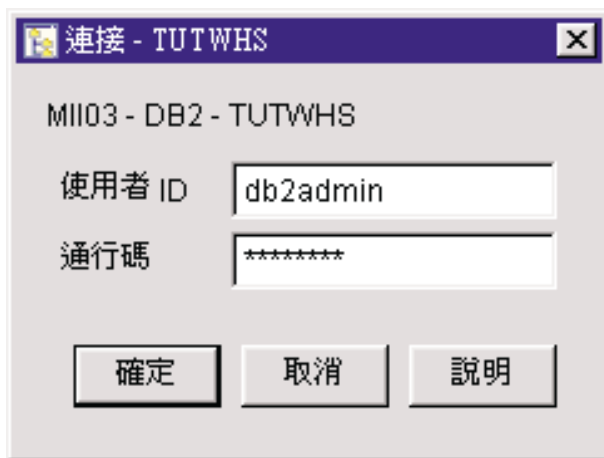 連接 - TUTWHS
MII03 - DB2 - TUTWHS
使用者 ID db2admin
通行碼 ********
確定 取消 說明